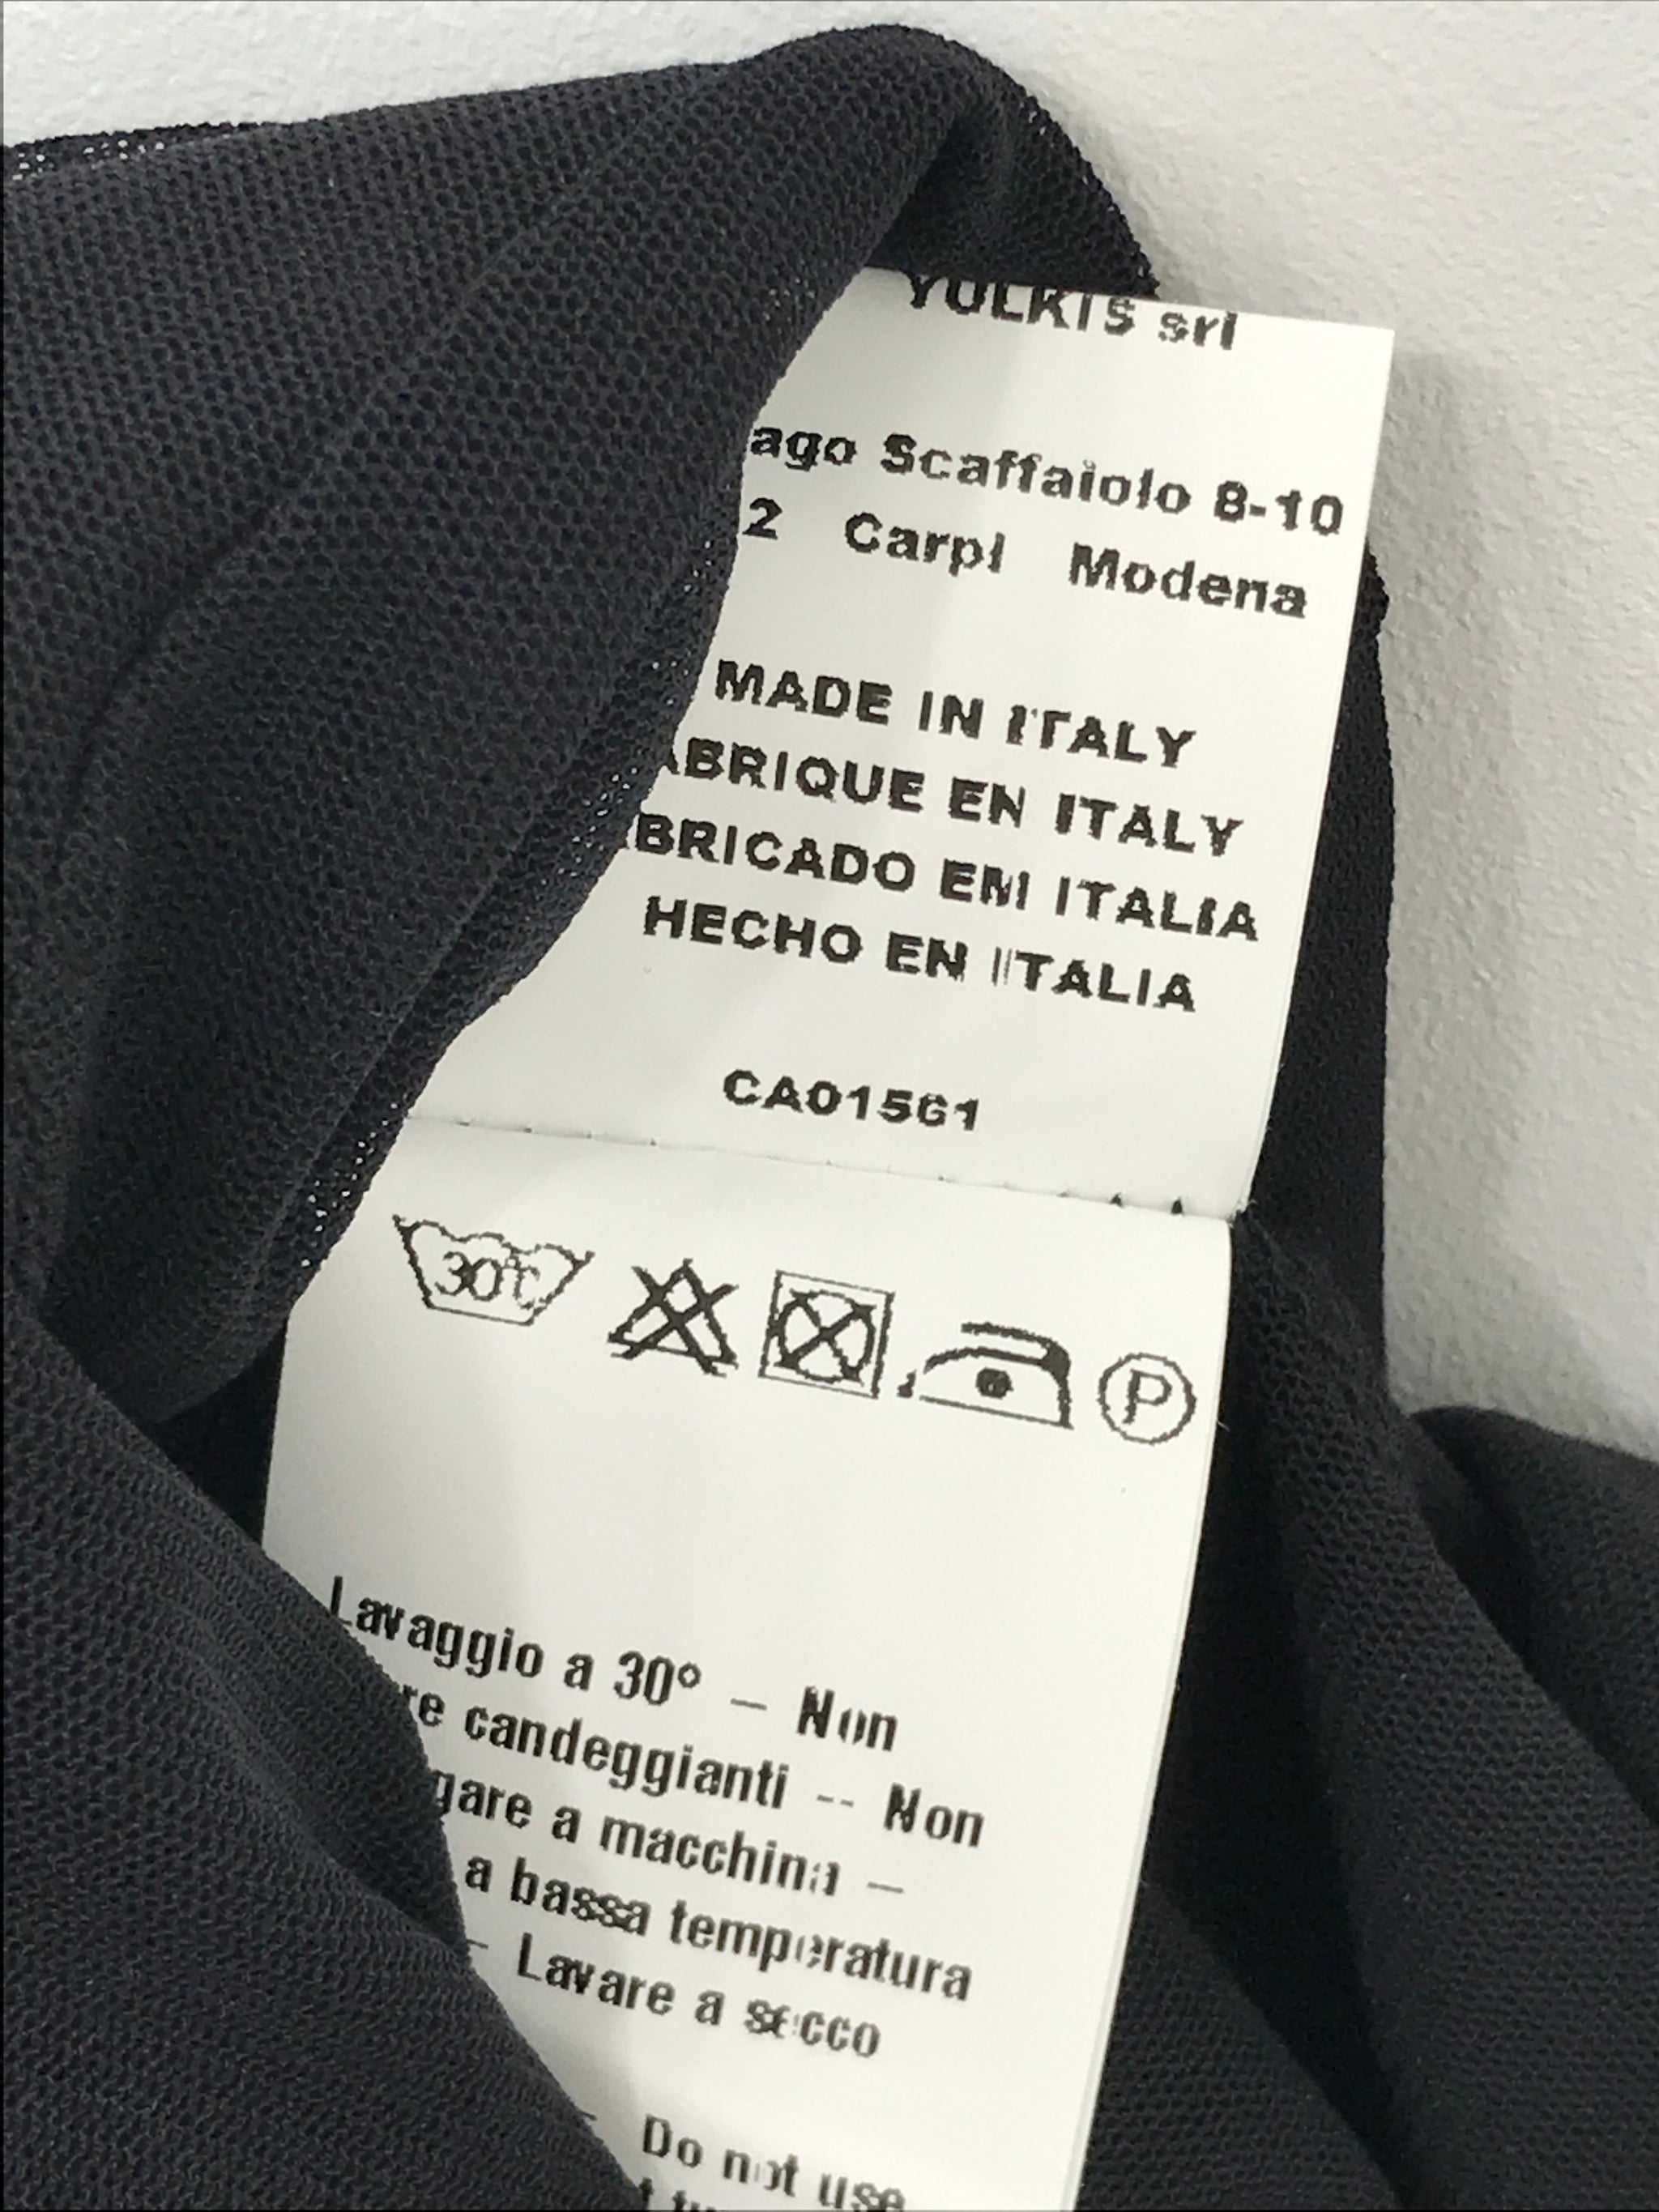 YULKIS srl
ago Scaffaiolo 8-10
2 Carpi Modena
MADE IN ITALY
ABRIQUE EN ITALY
BRICADO EM ITALIA
HECHO EN ITALIA
CA01561
30°C
P
Lavaggio a 30° – Non
re candeggianti -- Non
gare a macchina –
a bassa temperatura
– Lavare a secco
Do not use